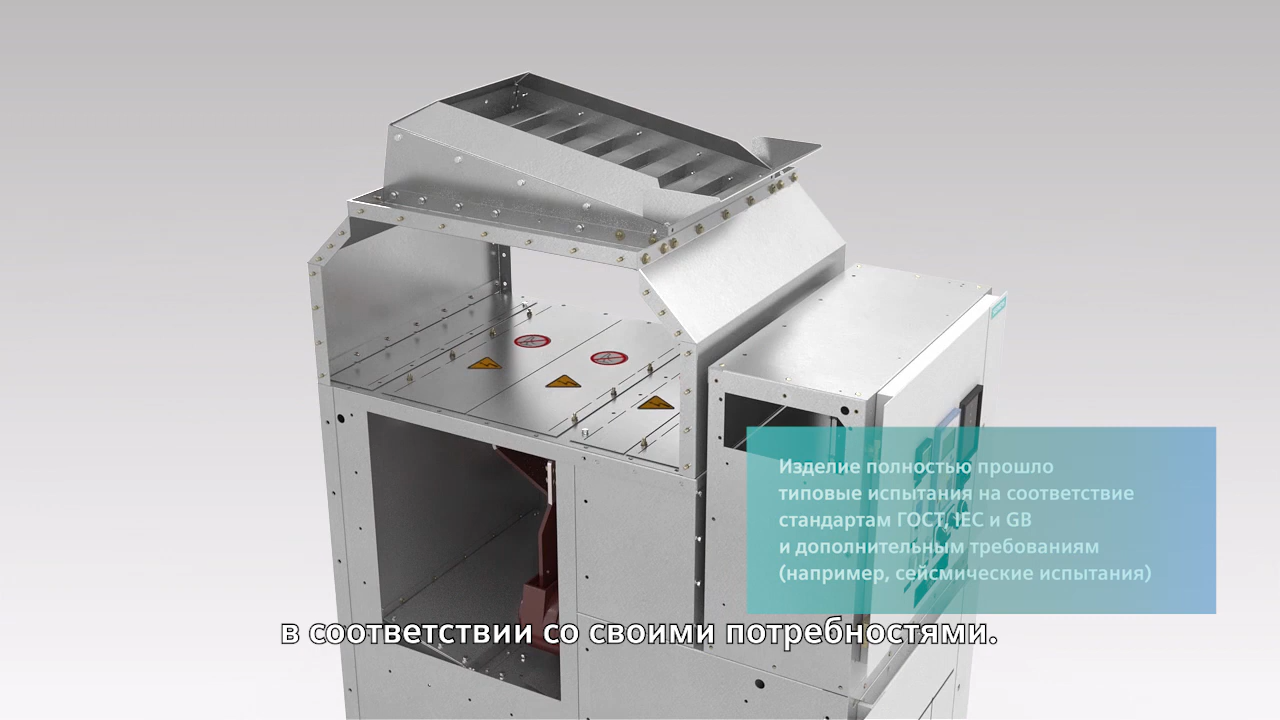 Изделие полностью прошло
типовые испытания на соответствие
стандартам ГОСТ, IEC и GB
и дополнительным требованиям
(например, сейсмические испытания)
в соответствии со своими потребностями.